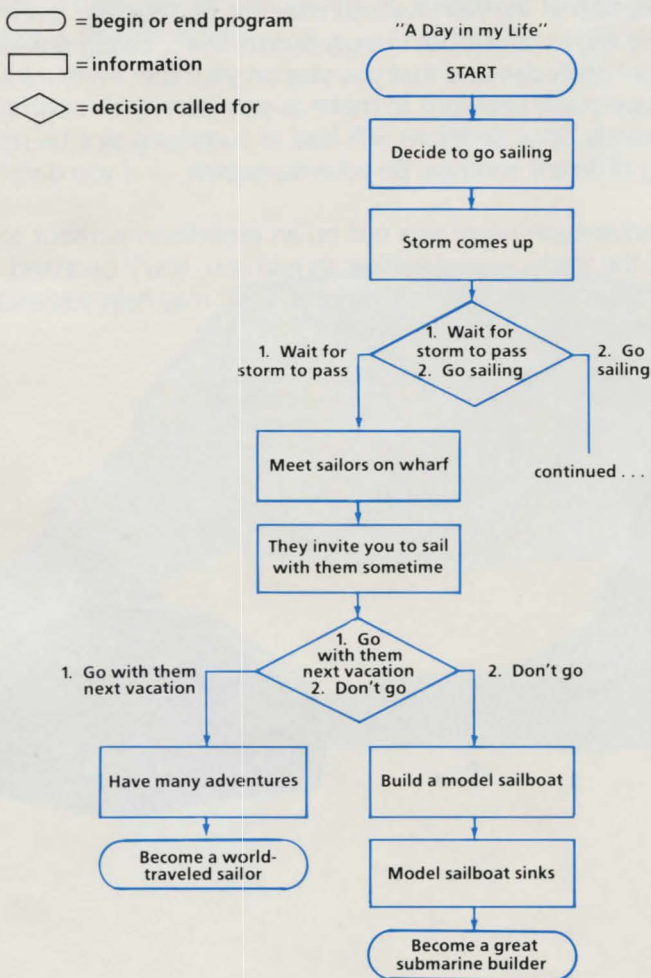 = begin or end program
= information
= decision called for
"A Day in my Life"
START
Decide to go sailing
Storm comes up
1. Wait for
storm to pass
2. Go sailing
1. Wait for
storm to pass
2. Go
sailing
Meet sailors on wharf
continued . . .
They invite you to sail
with them sometime
1. Go
with them
next vacation
2. Don't go
1. Go with them
next vacation
2. Don't go
Have many adventures
Build a model sailboat
Become a world-
traveled sailor
Model sailboat sinks
Become a great
submarine builder